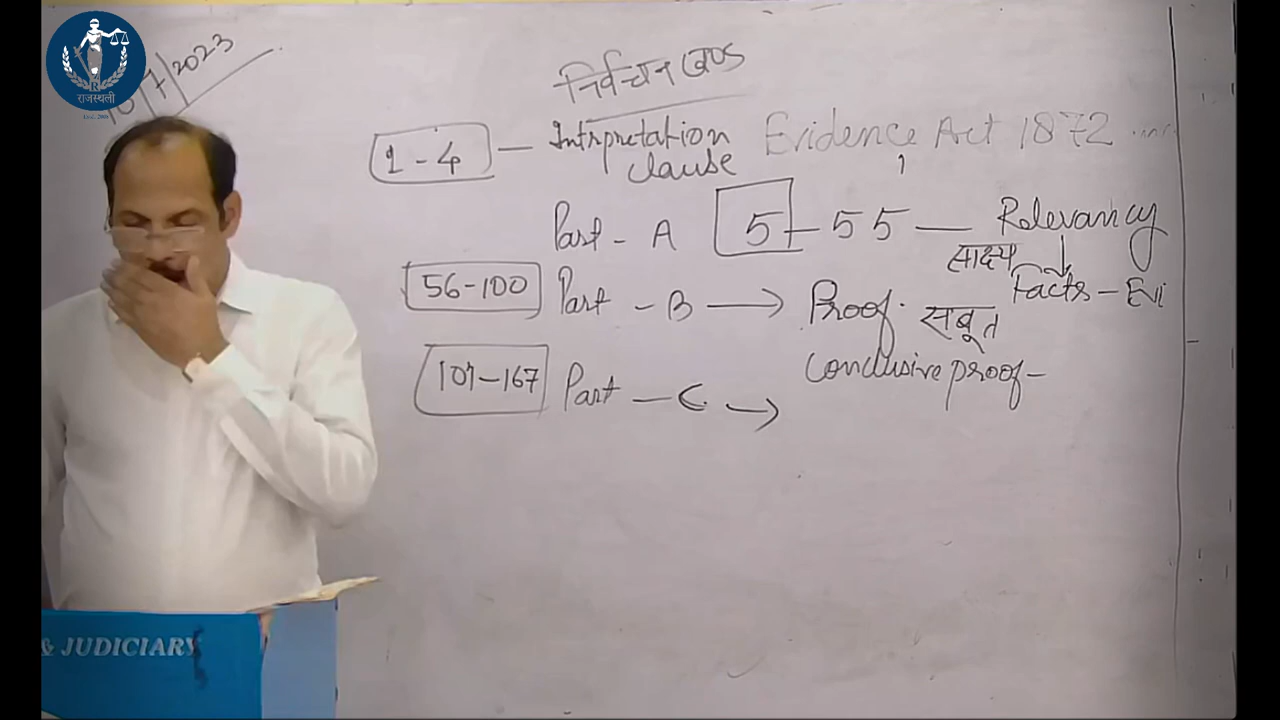 राजस्थली
10/7/2023
निर्वचन खण्ड
1-4 — Intrpretation clause
Evidence Act 1872
Part - A 5 - 55 — Relevancy
साक्ष्य ↓
Facts - Evi
56-100 Part - B → Proof. सबूत
Conclusive proof -
101-167 Part - C →
& JUDICIARY